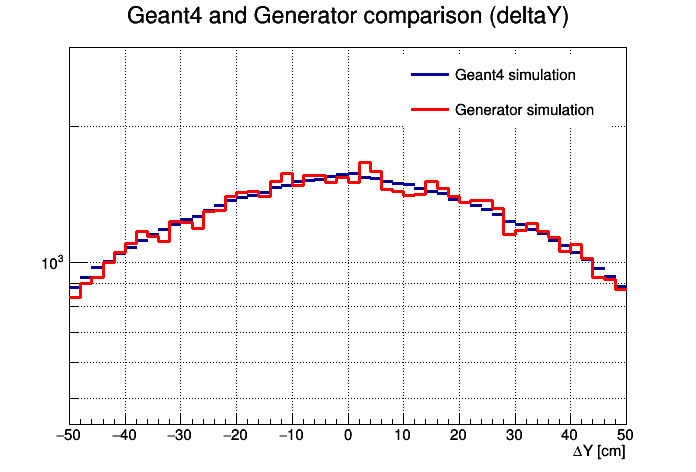 Geant4 and Generator comparison (deltaY)
Geant4 simulation
Generator simulation
10³
−50 −40 −30 −20 −10 0 10 20 30 40 50
ΔY [cm]